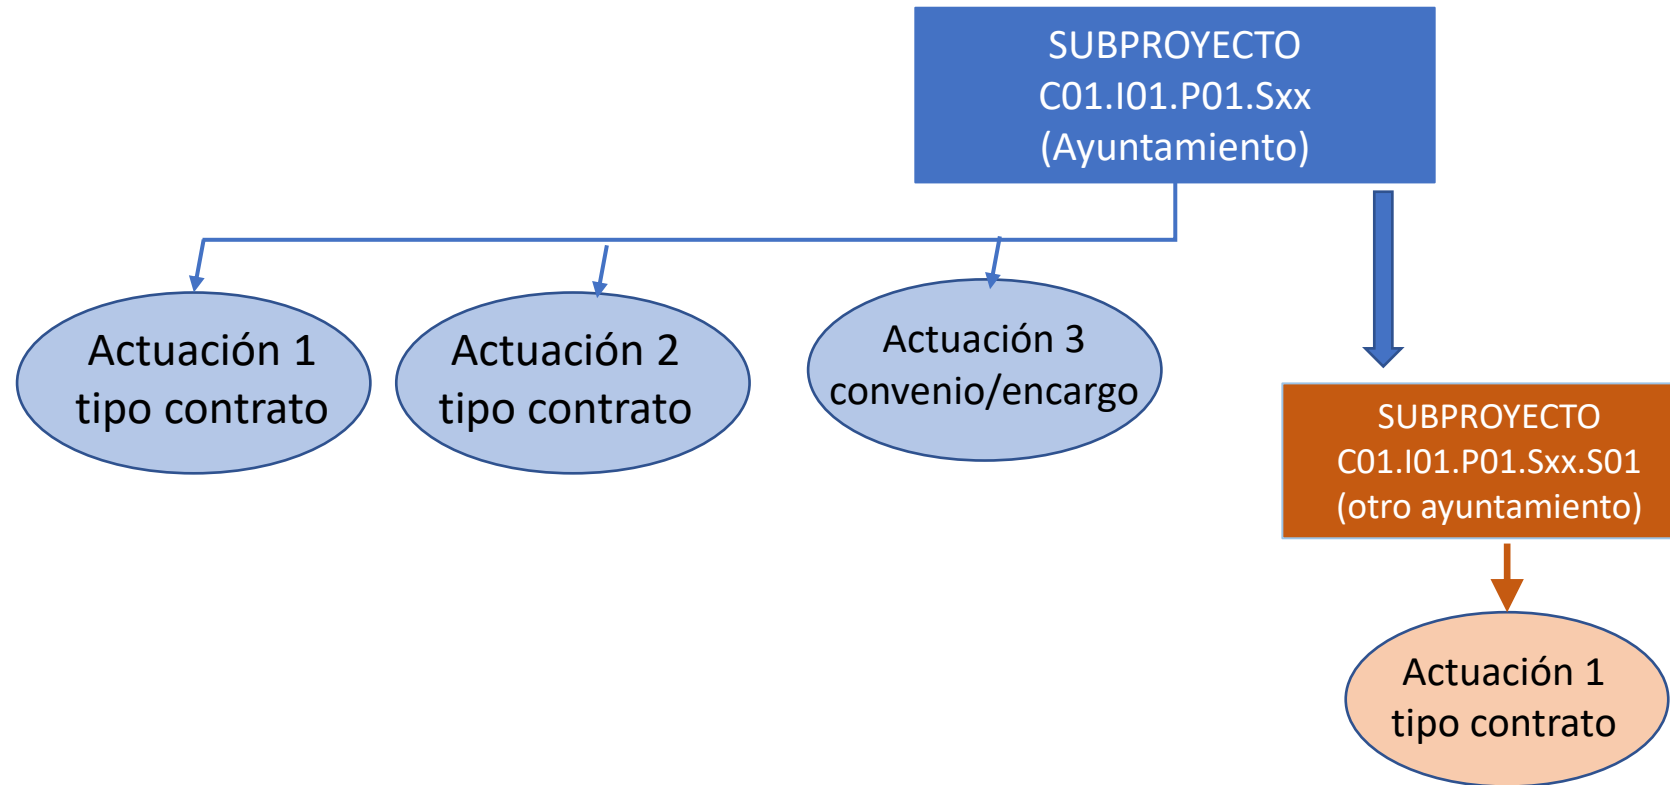 SUBPROYECTO
C01.I01.P01.Sxx
(Ayuntamiento)
Actuación 1
tipo contrato
Actuación 2
tipo contrato
Actuación 3
convenio/encargo
SUBPROYECTO
C01.I01.P01.Sxx.S01
(otro ayuntamiento)
Actuación 1
tipo contrato